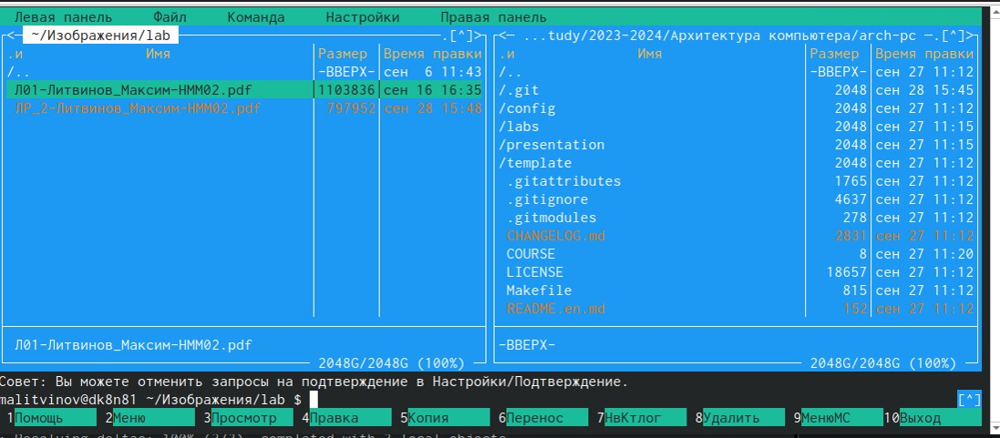 Левая панель Файл Команда Настройки Правая панель
<─ ~/Изображения/lab .[^]> <─ ...tudy/2023-2024/Архитектура компьютера/arch-pc ─.[^]>
.и Имя Размер Время правки .и Имя Размер Время правки
/.. -ВВЕРХ- сен 6 11:43 /.. -ВВЕРХ- сен 27 11:12
Л01-Литвинов_Максим-НММ02.pdf 1103836 сен 16 16:35 /.git 2048 сен 28 15:45
ЛР_2-Литвинов_Максим-НММ02.pdf 797952 сен 28 15:48 /config 2048 сен 27 11:12
/labs 2048 сен 27 11:15
/presentation 2048 сен 27 11:15
/template 2048 сен 27 11:12
.gitattributes 1765 сен 27 11:12
.gitignore 4637 сен 27 11:12
.gitmodules 278 сен 27 11:12
CHANGELOG.md 2831 сен 27 11:12
COURSE 8 сен 27 11:20
LICENSE 18657 сен 27 11:12
Makefile 815 сен 27 11:12
README.en.md 152 сен 27 11:12
Л01-Литвинов_Максим-НММ02.pdf -ВВЕРХ-
2048G/2048G (100%) 2048G/2048G (100%)
Совет: Вы можете отменить запросы на подтверждение в Настройки/Подтверждение.
malitvinov@dk8n81 ~/Изображения/lab $ [^]
1Помощь 2Меню 3Просмотр 4Правка 5Копия 6Перенос 7НвКтлог 8Удалить 9МенюMC 10Выход